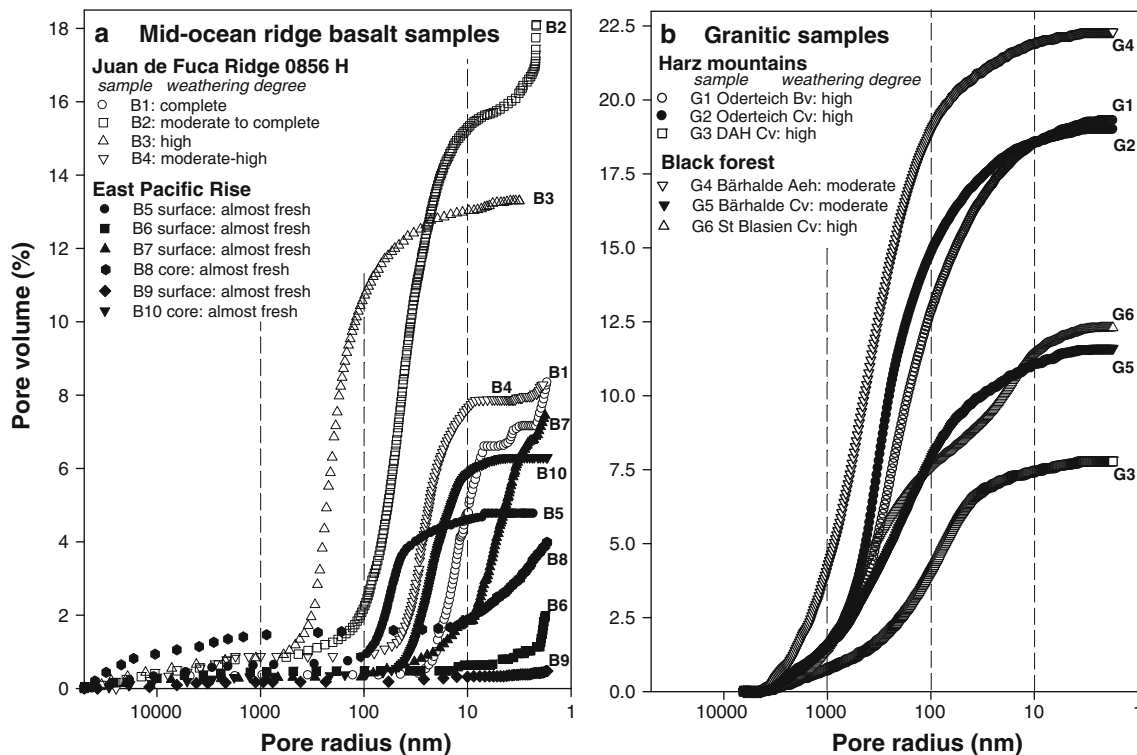 a Mid-ocean ridge basalt samples
Juan de Fuca Ridge 0856 H
sample weathering degree
B1: complete
B2: moderate to complete
B3: high
B4: moderate-high
East Pacific Rise
B5 surface: almost fresh
B6 surface: almost fresh
B7 surface: almost fresh
B8 core: almost fresh
B9 surface: almost fresh
B10 core: almost fresh
B2
B3
B4
B1
B7
B10
B5
B8
B6
B9
18
16
14
12
10
8
6
4
2
0
Pore volume (%)
10000 1000 100 10 1
Pore radius (nm)
b Granitic samples
Harz mountains
sample weathering degree
G1 Oderteich Bv: high
G2 Oderteich Cv: high
G3 DAH Cv: high
Black forest
G4 Bärhalde Aeh: moderate
G5 Bärhalde Cv: moderate
G6 St Blasien Cv: high
G4
G1
G2
G6
G5
G3
22.5
20.0
17.5
15.0
12.5
10.0
7.5
5.0
2.5
0.0
10000 1000 100 10 1
Pore radius (nm)